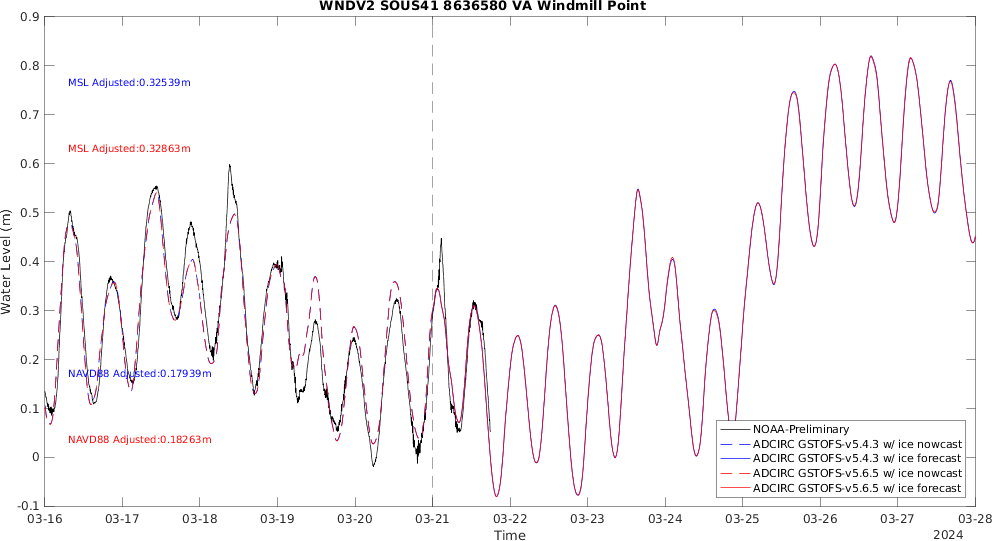 WNDV2 SOUS41 8636580 VA Windmill Point
0.9
0.8
0.7
0.6
0.5
0.4
0.3
0.2
0.1
0
-0.1
Water Level (m)
MSL Adjusted:0.32539m
MSL Adjusted:0.32863m
NAVD88 Adjusted:0.17939m
NAVD88 Adjusted:0.18263m
NOAA-Preliminary
ADCIRC GSTOFS-v5.4.3 w/ ice nowcast
ADCIRC GSTOFS-v5.4.3 w/ ice forecast
ADCIRC GSTOFS-v5.6.5 w/ ice nowcast
ADCIRC GSTOFS-v5.6.5 w/ ice forecast
03-16 03-17 03-18 03-19 03-20 03-21 03-22 03-23 03-24 03-25 03-26 03-27 03-28
Time
2024